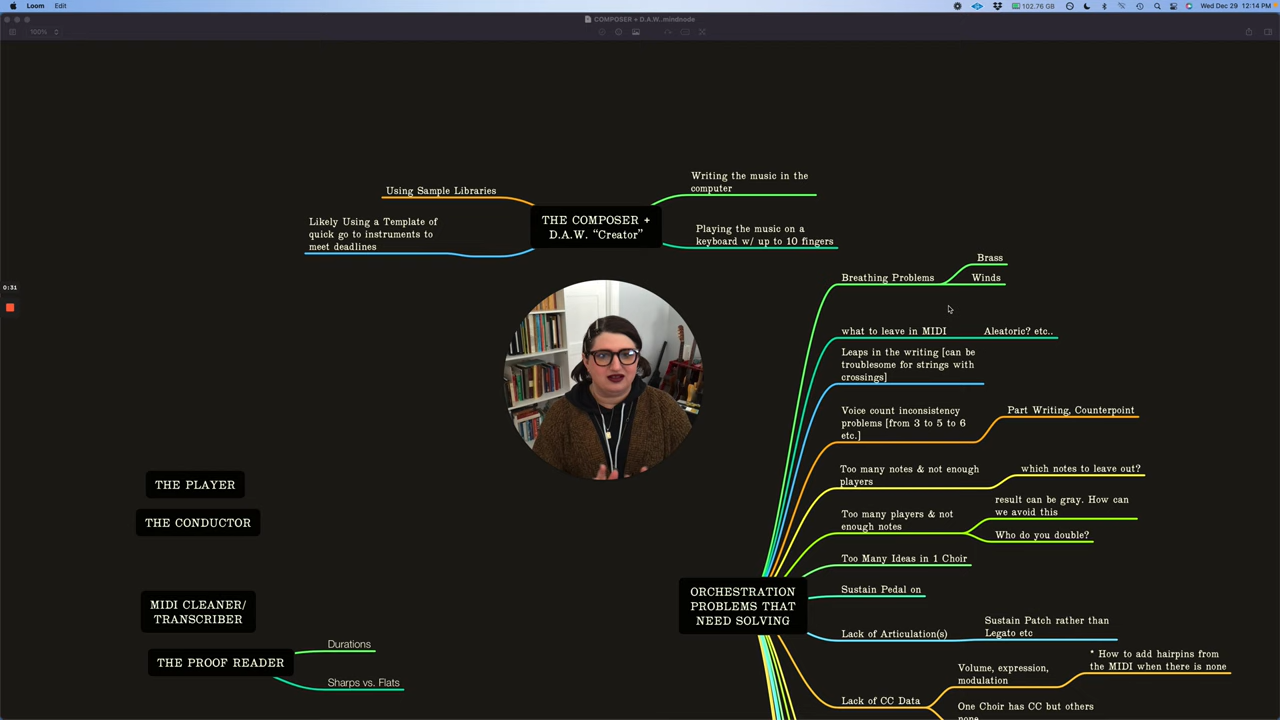 Loom Edit
102.76 GB
Wed Dec 29 12:14 PM
COMPOSER + D.A.W..mindnode
100%
Using Sample Libraries
Likely Using a Template of
quick go to instruments to
meet deadlines
THE COMPOSER +
D.A.W. “Creator”
Writing the music in the
computer
Playing the music on a
keyboard w/ up to 10 fingers
0:31
Breathing Problems
Brass
Winds
what to leave in MIDI
Aleatoric? etc..
Leaps in the writing [can be
troublesome for strings with
crossings]
Voice count inconsistency
problems [from 3 to 5 to 6
etc.]
Part Writing, Counterpoint
Too many notes & not enough
players
which notes to leave out?
Too many players & not
enough notes
result can be gray. How can
we avoid this
Who do you double?
Too Many Ideas in 1 Choir
Sustain Pedal on
ORCHESTRATION
PROBLEMS THAT
NEED SOLVING
Lack of Articulation(s)
Sustain Patch rather than
Legato etc
Lack of CC Data
Volume, expression,
modulation
* How to add hairpins from
the MIDI when there is none
One Choir has CC but others
none
THE PLAYER
THE CONDUCTOR
MIDI CLEANER/
TRANSCRIBER
THE PROOF READER
Durations
Sharps vs. Flats